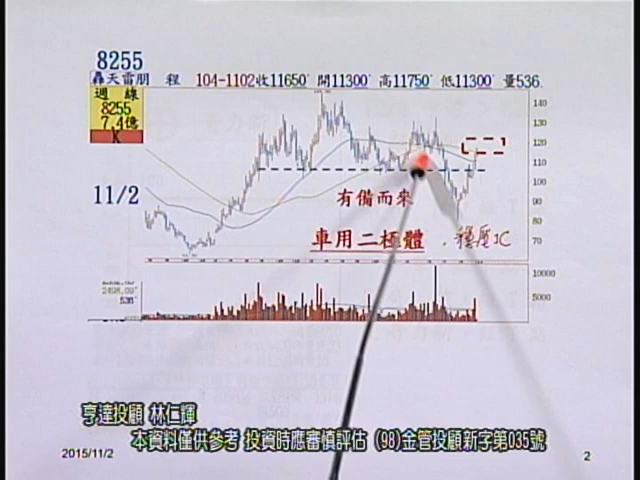 8255
轟天雷朋 程 104-1102收11650' 開11300' 高11750' 低11300' 量536.
週 線
8255
7.4億
K
11/2
140
130
120
110
100
90
80
70
有備而來
車用二極體 . 穩壓IC
10000
5000
536'
亨達投顧 林仁輝
本資料僅供參考 投資時應審慎評估 (98)金管投顧新字第035號
2015/11/2
2